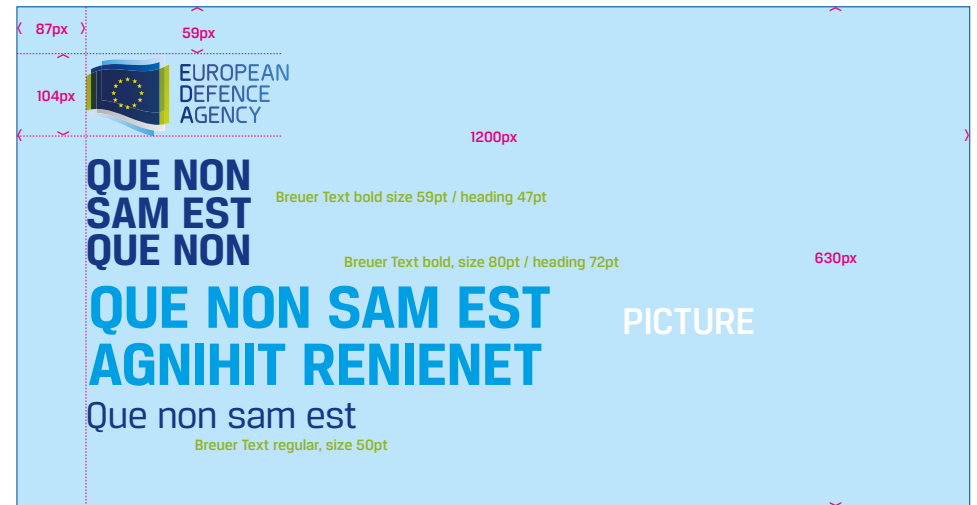 87px
59px
104px
EUROPEAN
DEFENCE
AGENCY
1200px
QUE NON
SAM EST
QUE NON
Breuer Text bold size 59pt / heading 47pt
Breuer Text bold, size 80pt / heading 72pt
630px
QUE NON SAM EST
AGNIHIT RENIENET
PICTURE
Que non sam est
Breuer Text regular, size 50pt